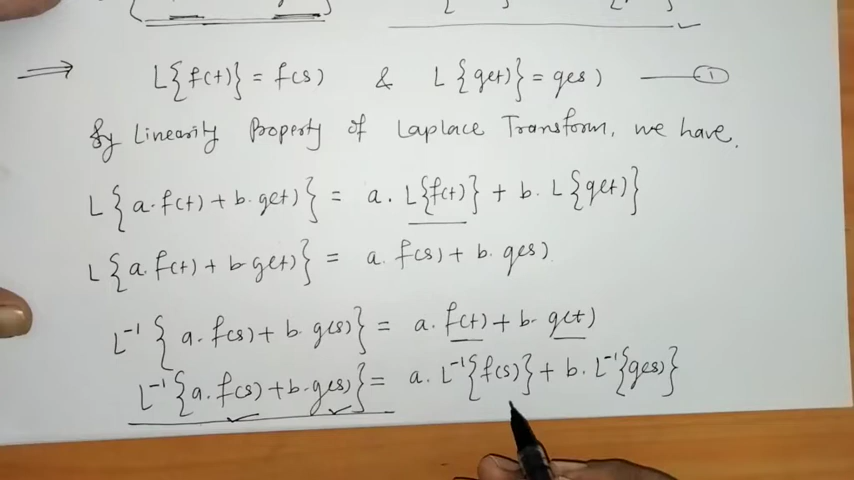 L{f(t)} = f(s) & L{g(t)} = g(s) —— ①
By Linearity Property of Laplace Transform, we have.
L{a.f(t) + b.g(t)} = a. L{f(t)} + b. L{g(t)}
L{a.f(t) + b.g(t)} = a. f(s) + b. g(s)
L⁻¹{a. f(s) + b. g(s)} = a. f(t) + b. g(t)
L⁻¹{a. f(s) + b. g(s)} = a. L⁻¹{f(s)} + b. L⁻¹{g(s)}